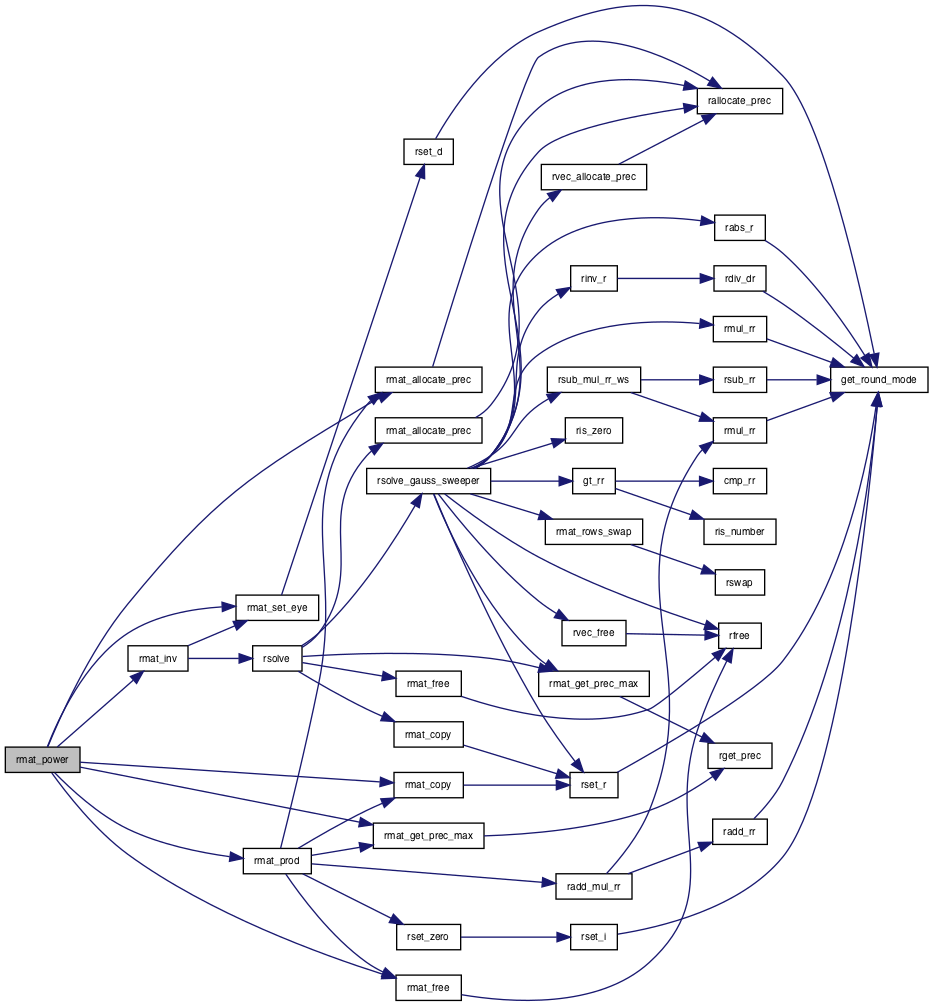 rallocate_prec
rset_d
rvec_allocate_prec
rabs_r
rinv_r
rdiv_dr
rmul_rr
rmat_allocate_prec
rsub_mul_rr_ws
rsub_rr
get_round_mode
rmat_allocate_prec
ris_zero
rmul_rr
rsolve_gauss_sweeper
gt_rr
cmp_rr
rmat_rows_swap
ris_number
rswap
rmat_set_eye
rvec_free
rfree
rmat_inv
rsolve
rmat_free
rmat_get_prec_max
rmat_copy
rmat_power
rget_prec
rmat_copy
rset_r
rmat_get_prec_max
radd_rr
rmat_prod
radd_mul_rr
rset_zero
rset_i
rmat_free